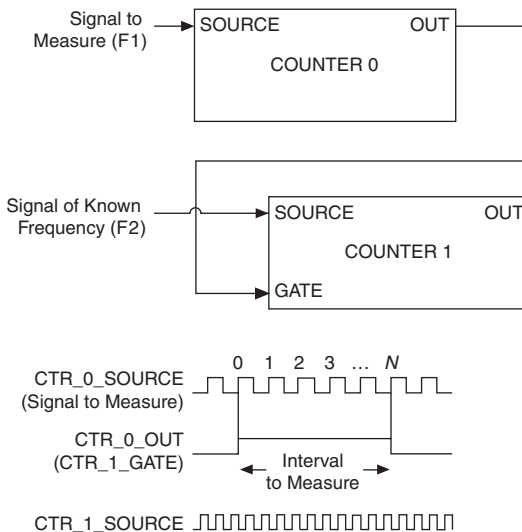 Signal to
Measure (F1)
SOURCE OUT
COUNTER 0
Signal of Known
Frequency (F2)
SOURCE OUT
COUNTER 1
GATE
0 1 2 3 … N
CTR_0_SOURCE
(Signal to Measure)
CTR_0_OUT
(CTR_1_GATE)
Interval
to Measure
CTR_1_SOURCE